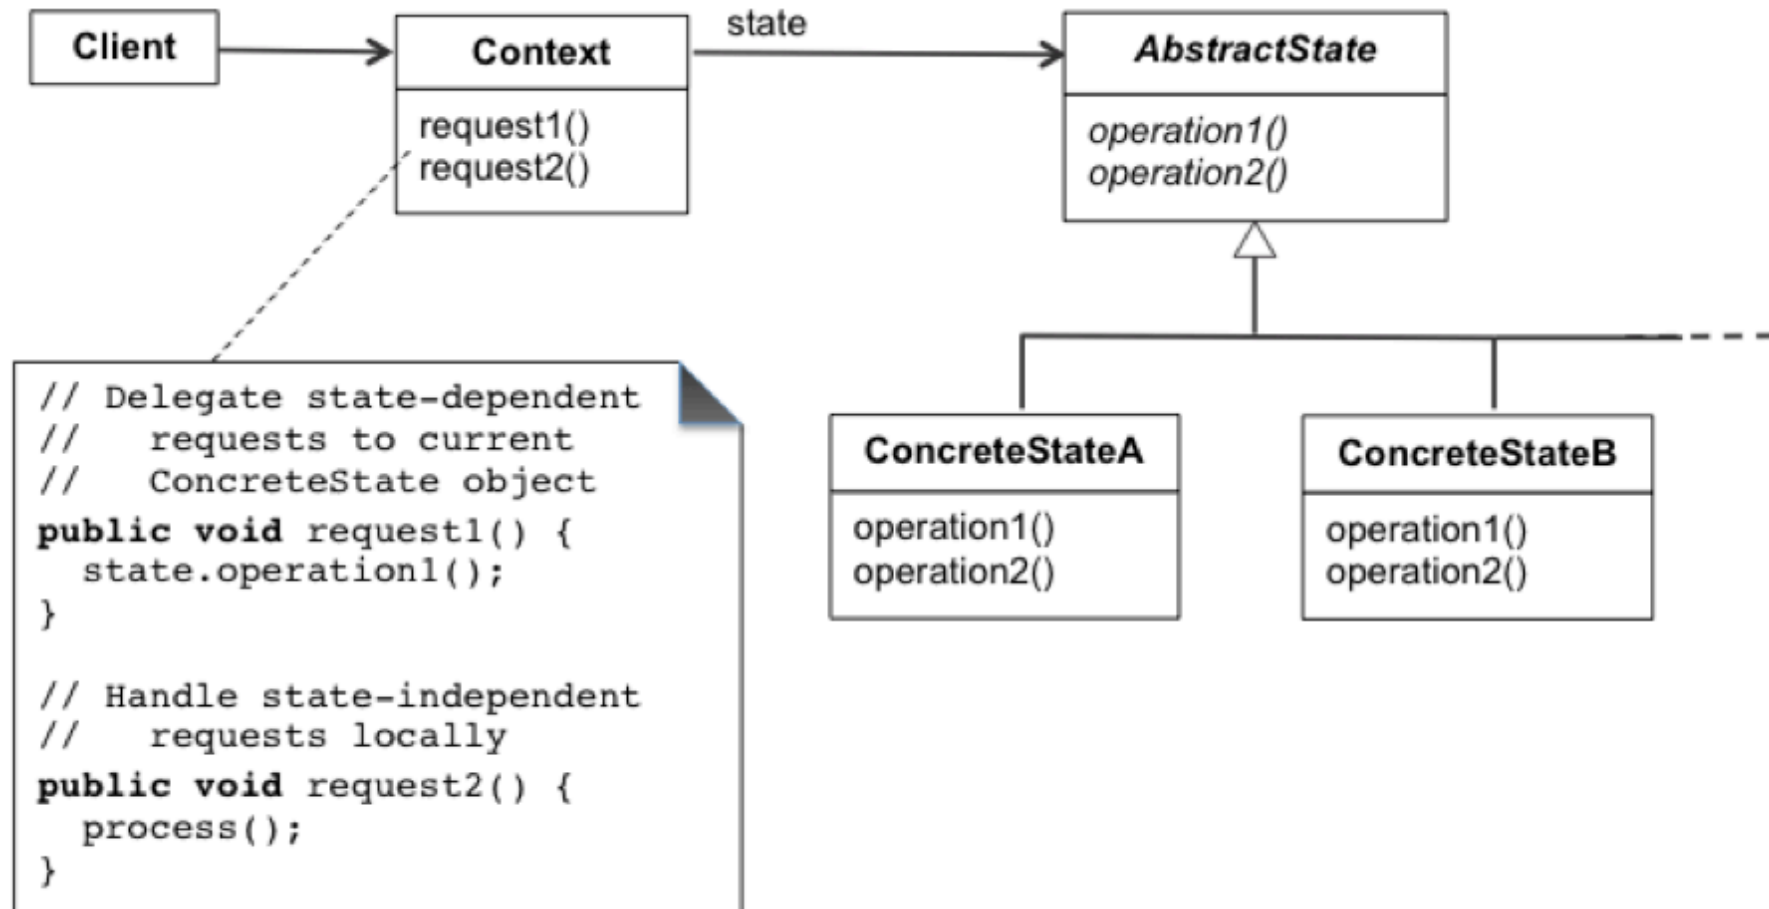 Client
Context
request1()
request2()
state
AbstractState
operation1()
operation2()
ConcreteStateA
operation1()
operation2()
ConcreteStateB
operation1()
operation2()
// Delegate state-dependent
//   requests to current
//   ConcreteState object
public void request1() {
  state.operation1();
}
// Handle state-independent
//   requests locally
public void request2() {
  process();
}